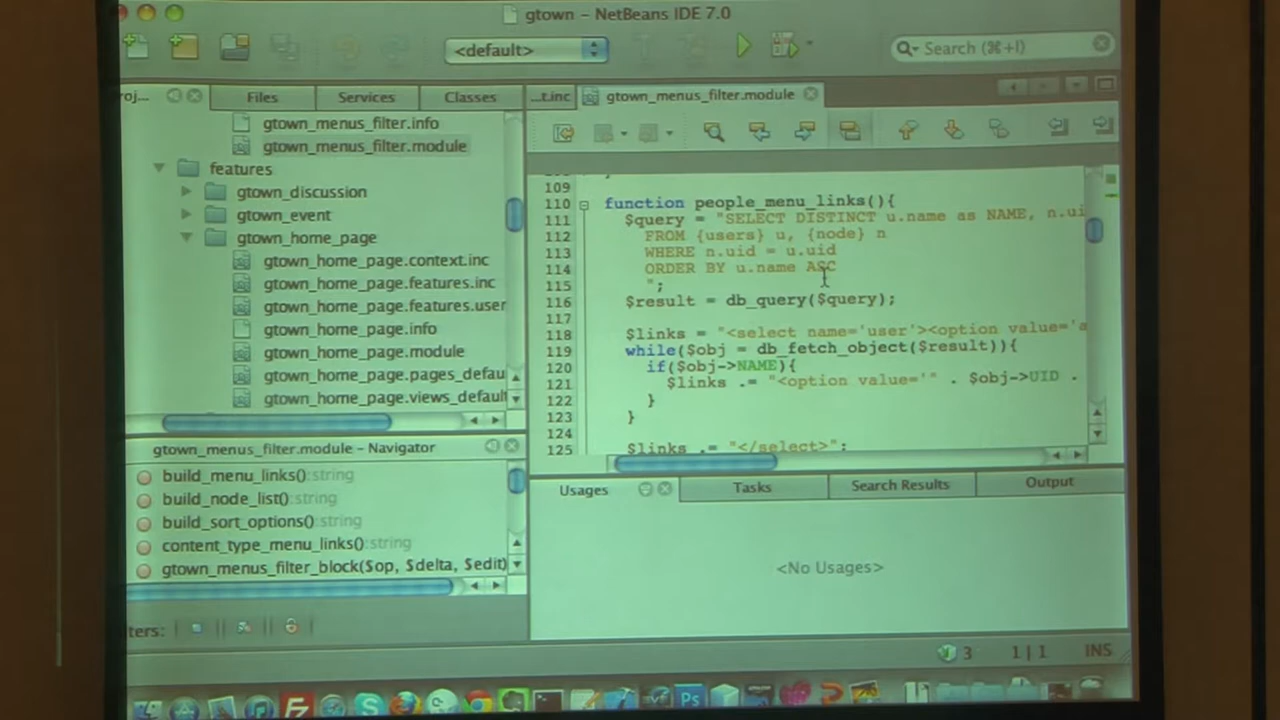 gtown – NetBeans IDE 7.0
<default>
Search (⌘+I)
roj...
Files
Services
Classes
...t.inc
gtown_menus_filter.module
gtown_menus_filter.info
gtown_menus_filter.module
features
gtown_discussion
gtown_event
gtown_home_page
gtown_home_page.context.inc
gtown_home_page.features.inc
gtown_home_page.features.user
gtown_home_page.info
gtown_home_page.module
gtown_home_page.pages_defau
gtown_home_page.views_default
109
110 function people_menu_links(){
111 $query = "SELECT DISTINCT u.name as NAME, n.ui
112 FROM {users} u, {node} n
113 WHERE n.uid = u.uid
114 ORDER BY u.name ASC
115 ";
116 $result = db_query($query);
117
118 $links = "<select name='user'><option value='a
119 while($obj = db_fetch_object($result)){
120 if($obj->NAME){
121 $links .= "<option value='" . $obj->UID .
122 }
123 }
124
125 $links .= "</select>";
gtown_menus_filter.module - Navigator
build_menu_links():string
build_node_list():string
build_sort_options():string
content_type_menu_links():string
gtown_menus_filter_block($op, $delta, $edit)
lters:
Usages
Tasks
Search Results
Output
<No Usages>
3
1 | 1
INS
Fz
S
Ps